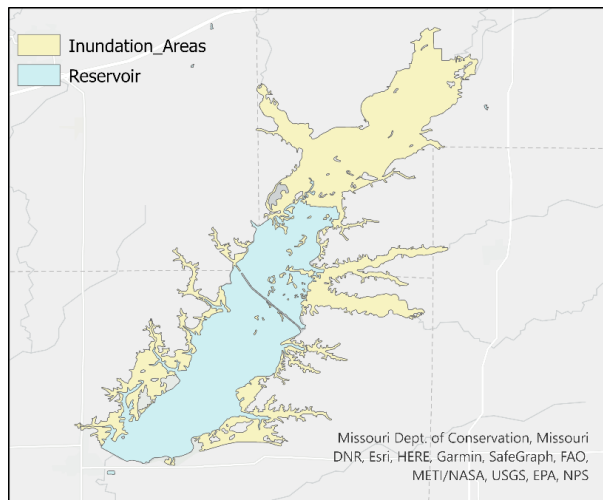 Inundation_Areas
Reservoir
Missouri Dept. of Conservation, Missouri
DNR, Esri, HERE, Garmin, SafeGraph, FAO,
METI/NASA, USGS, EPA, NPS